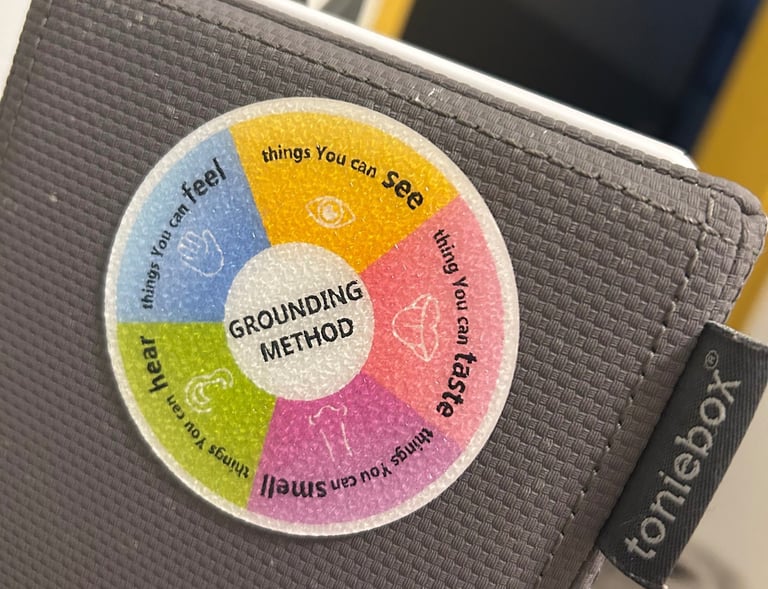 GROUNDING
METHOD
things You can see
thing You can taste
things You can smell
things You can hear
things You can feel
toniebox®